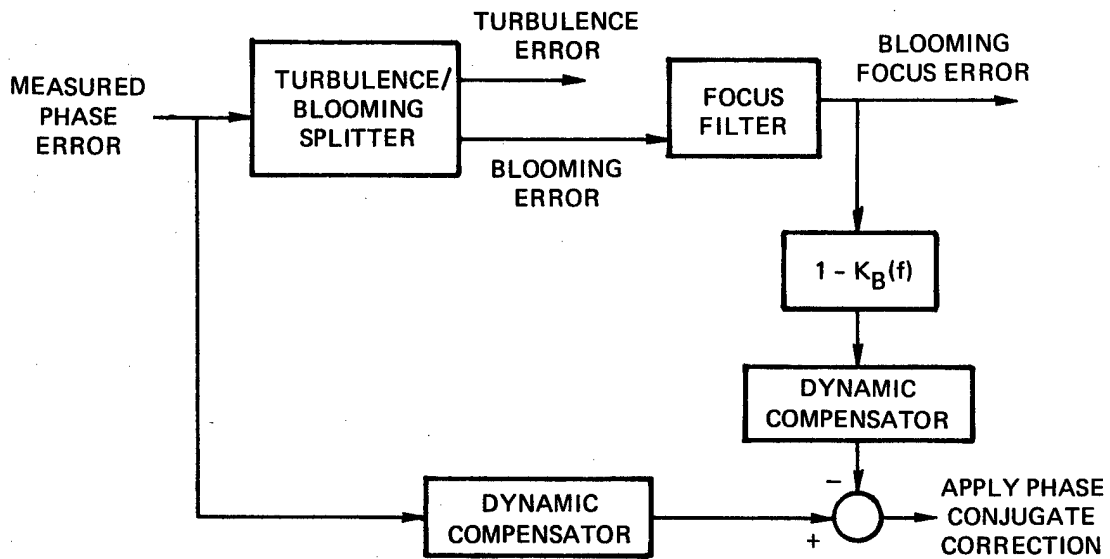 MEASURED
PHASE
ERROR
TURBULENCE/
BLOOMING
SPLITTER
TURBULENCE
ERROR
BLOOMING
ERROR
FOCUS
FILTER
BLOOMING
FOCUS ERROR
1 - K_B(f)
DYNAMIC
COMPENSATOR
DYNAMIC
COMPENSATOR
-
+
APPLY PHASE
CONJUGATE
CORRECTION